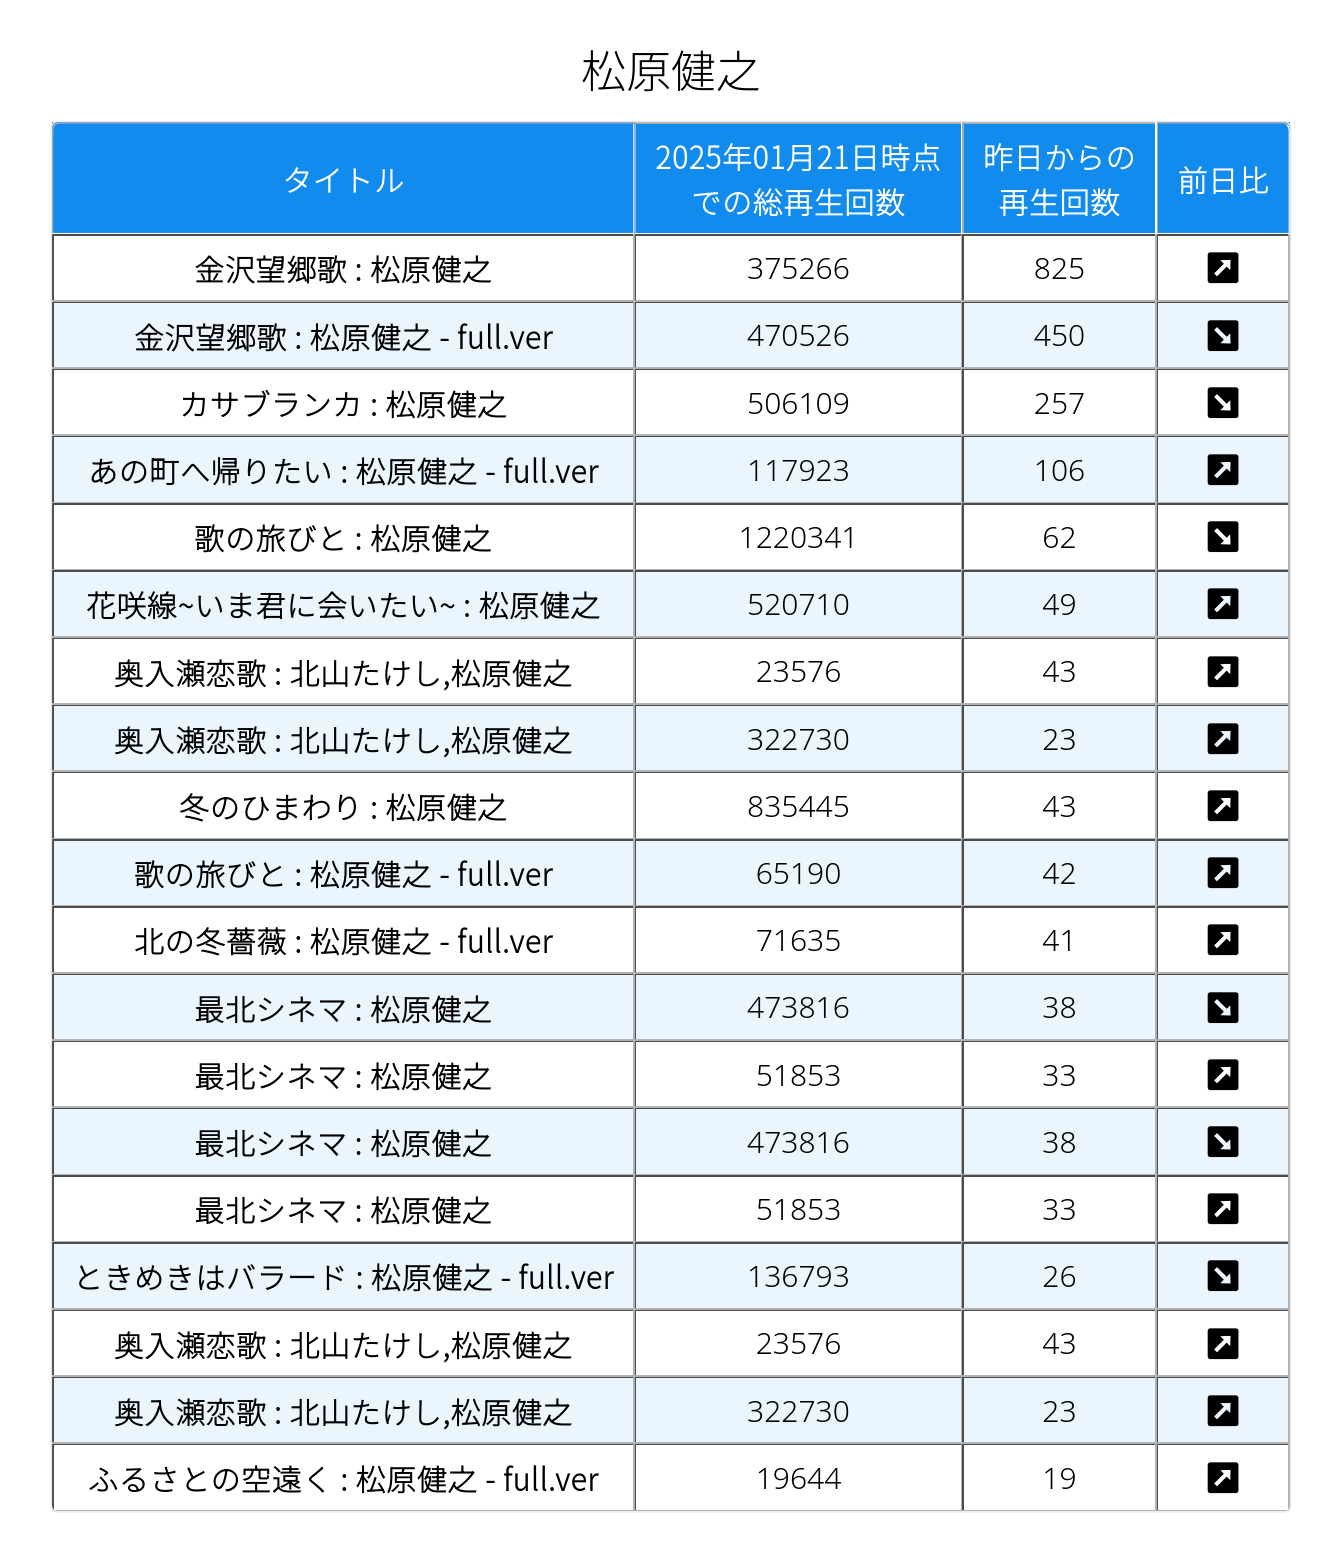 松原健之
タイトル 2025年01月21日時点での総再生回数 昨日からの再生回数 前日比
金沢望郷歌 : 松原健之 375266 825 ↗
金沢望郷歌 : 松原健之 - full.ver 470526 450 ↘
カサブランカ : 松原健之 506109 257 ↘
あの町へ帰りたい : 松原健之 - full.ver 117923 106 ↗
歌の旅びと : 松原健之 1220341 62 ↘
花咲線~いま君に会いたい~ : 松原健之 520710 49 ↗
奥入瀬恋歌 : 北山たけし,松原健之 23576 43 ↗
奥入瀬恋歌 : 北山たけし,松原健之 322730 23 ↗
冬のひまわり : 松原健之 835445 43 ↗
歌の旅びと : 松原健之 - full.ver 65190 42 ↗
北の冬薔薇 : 松原健之 - full.ver 71635 41 ↗
最北シネマ : 松原健之 473816 38 ↘
最北シネマ : 松原健之 51853 33 ↗
最北シネマ : 松原健之 473816 38 ↘
最北シネマ : 松原健之 51853 33 ↗
ときめきはバラード : 松原健之 - full.ver 136793 26 ↘
奥入瀬恋歌 : 北山たけし,松原健之 23576 43 ↗
奥入瀬恋歌 : 北山たけし,松原健之 322730 23 ↗
ふるさとの空遠く : 松原健之 - full.ver 19644 19 ↗